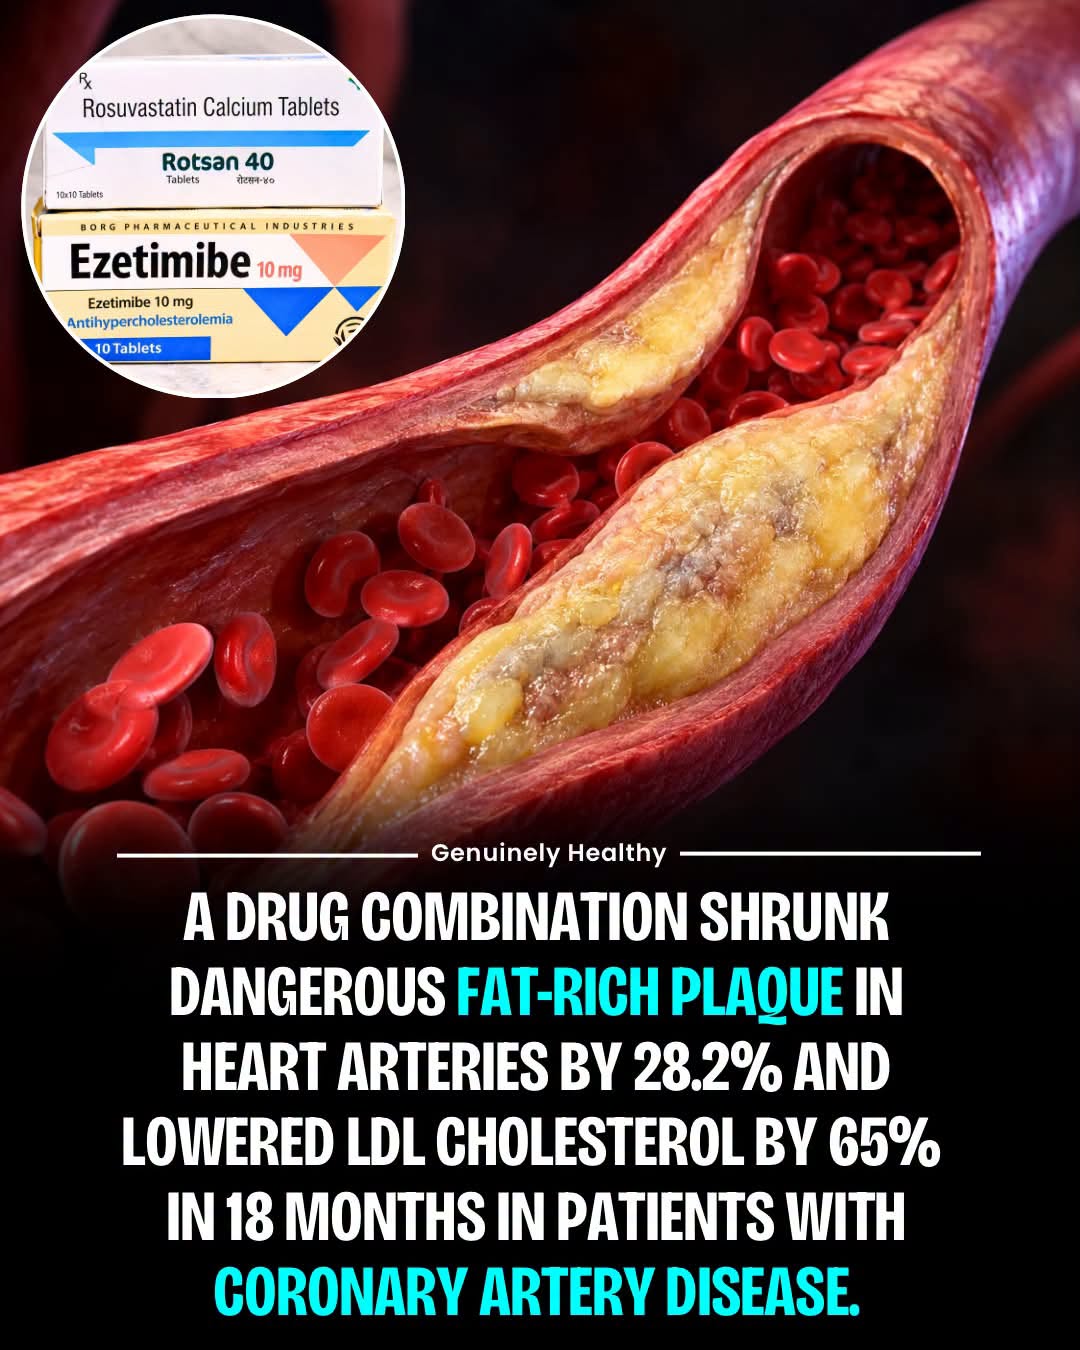 Rx
Rosuvastatin Calcium Tablets
Rotsan 40
Tablets रोटसन-४०
10x10 Tablets
BORG PHARMACEUTICAL INDUSTRIES
Ezetimibe 10 mg
Ezetimibe 10 mg
Antihypercholesterolemia
10 Tablets
Genuinely Healthy
A DRUG COMBINATION SHRUNK
DANGEROUS FAT-RICH PLAQUE IN
HEART ARTERIES BY 28.2% AND
LOWERED LDL CHOLESTEROL BY 65%
IN 18 MONTHS IN PATIENTS WITH
CORONARY ARTERY DISEASE.